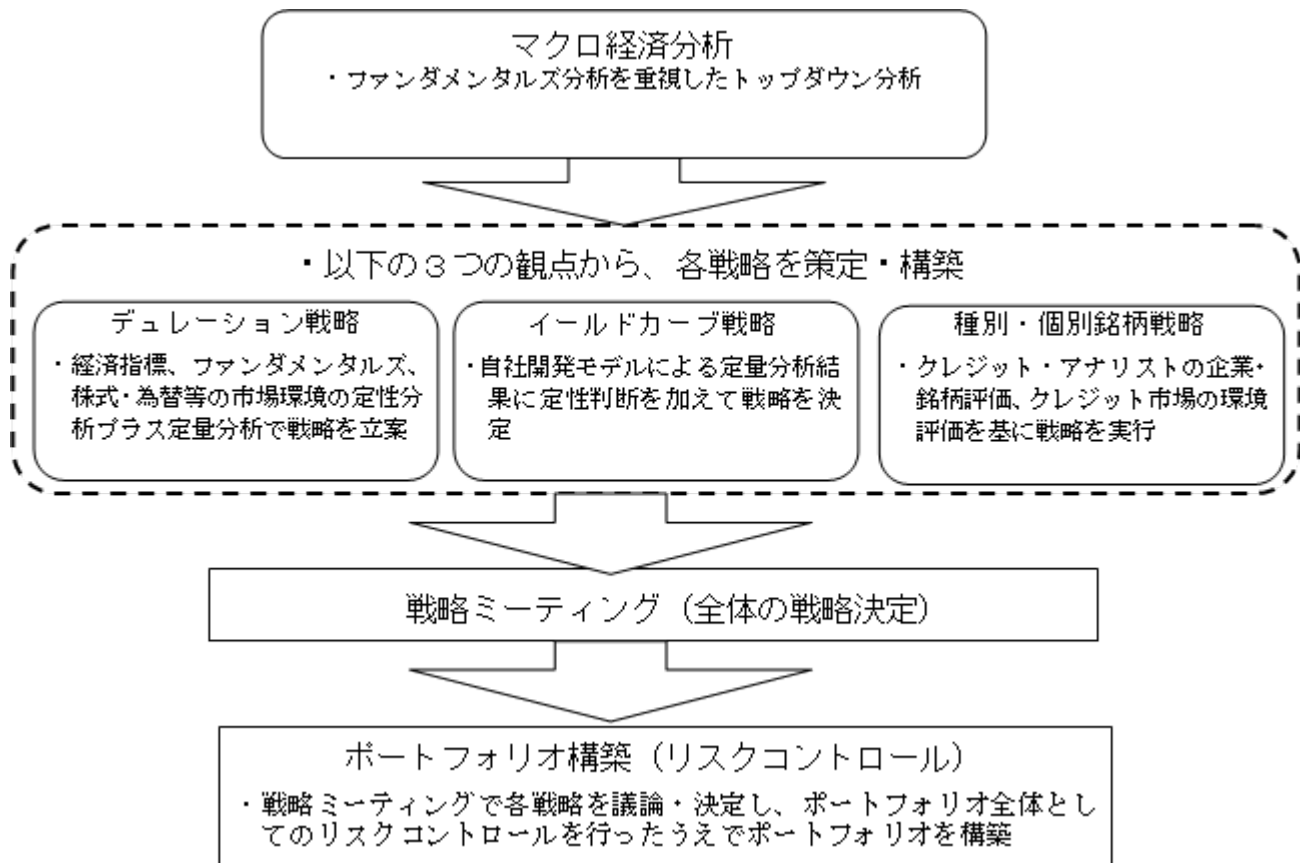 マクロ経済分析
・ファンダメンタルズ分析を重視したトップダウン分析
・以下の３つの観点から、各戦略を策定・構築
デュレーション戦略
・経済指標、ファンダメンタルズ、
株式・為替等の市場環境の定性分
析プラス定量分析で戦略を立案
イールドカーブ戦略
・自社開発モデルによる定量分析結
果に定性判断を加えて戦略を決
定
種別・個別銘柄戦略
・クレジット・アナリストの企業・
銘柄評価、クレジット市場の環境
評価を基に戦略を実行
戦略ミーティング（全体の戦略決定）
ポートフォリオ構築（リスクコントロール）
・戦略ミーティングで各戦略を議論・決定し、ポートフォリオ全体とし
てのリスクコントロールを行ったうえでポートフォリオを構築